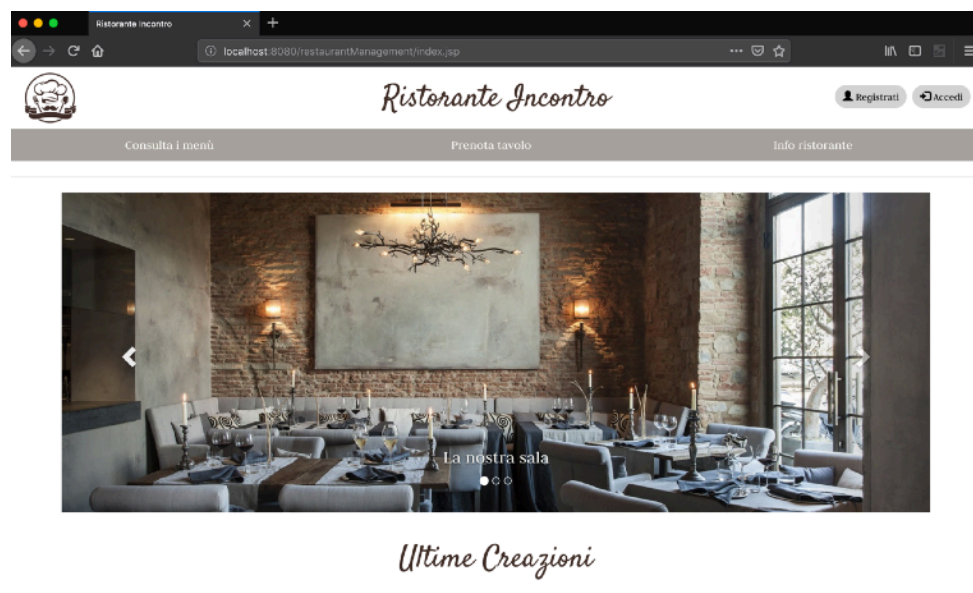 Ristorante Incontro
localhost:8080/restaurantManagement/index.jsp
Ristorante Incontro
Registrati
Accedi
Consulta i menù
Prenota tavolo
Info ristorante
La nostra sala
Ultime Creazioni